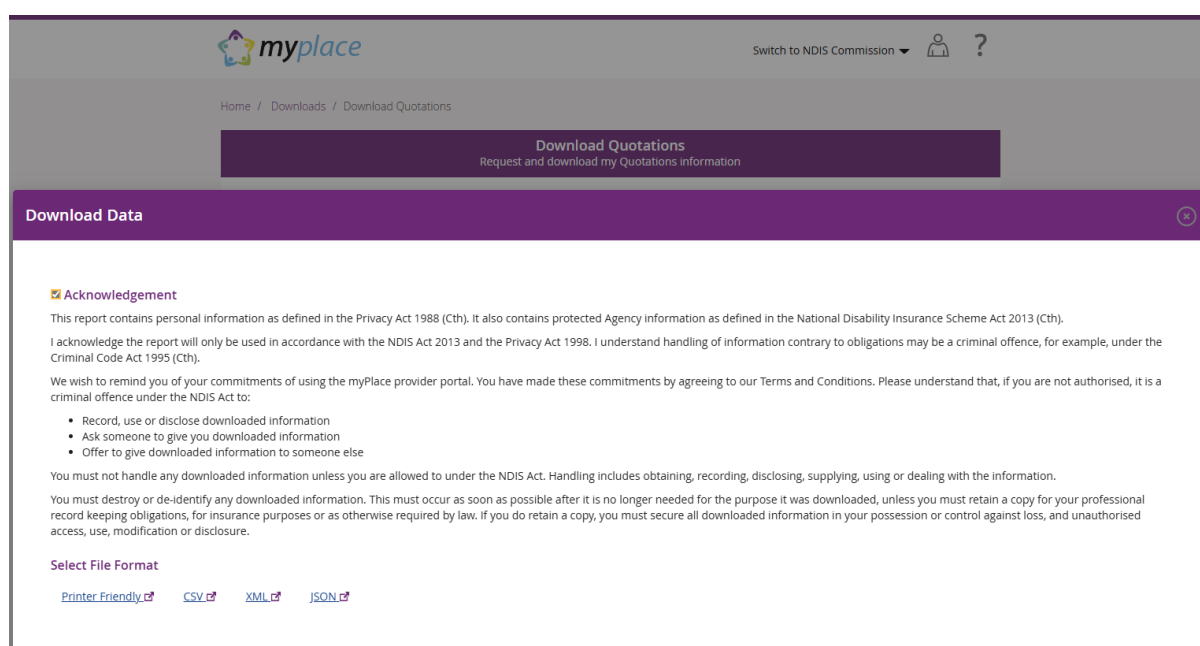 myplace
Switch to NDIS Commission
?
Home / Downloads / Download Quotations
Download Quotations
Request and download my Quotations information
Download Data
Acknowledgement
This report contains personal information as defined in the Privacy Act 1988 (Cth). It also contains protected Agency information as defined in the National Disability Insurance Scheme Act 2013 (Cth).
I acknowledge the report will only be used in accordance with the NDIS Act 2013 and the Privacy Act 1998. I understand handling of information contrary to obligations may be a criminal offence, for example, under the
Criminal Code Act 1995 (Cth).
We wish to remind you of your commitments of using the myPlace provider portal. You have made these commitments by agreeing to our Terms and Conditions. Please understand that, if you are not authorised, it is a
criminal offence under the NDIS Act to:
• Record, use or disclose downloaded information
• Ask someone to give you downloaded information
• Offer to give downloaded information to someone else
You must not handle any downloaded information unless you are allowed to under the NDIS Act. Handling includes obtaining, recording, disclosing, supplying, using or dealing with the information.
You must destroy or de-identify any downloaded information. This must occur as soon as possible after it is no longer needed for the purpose it was downloaded, unless you must retain a copy for your professional
record keeping obligations, for insurance purposes or as otherwise required by law. If you do retain a copy, you must secure all downloaded information in your possession or control against loss, and unauthorised
access, use, modification or disclosure.
Select File Format
Printer Friendly CSV XML JSON